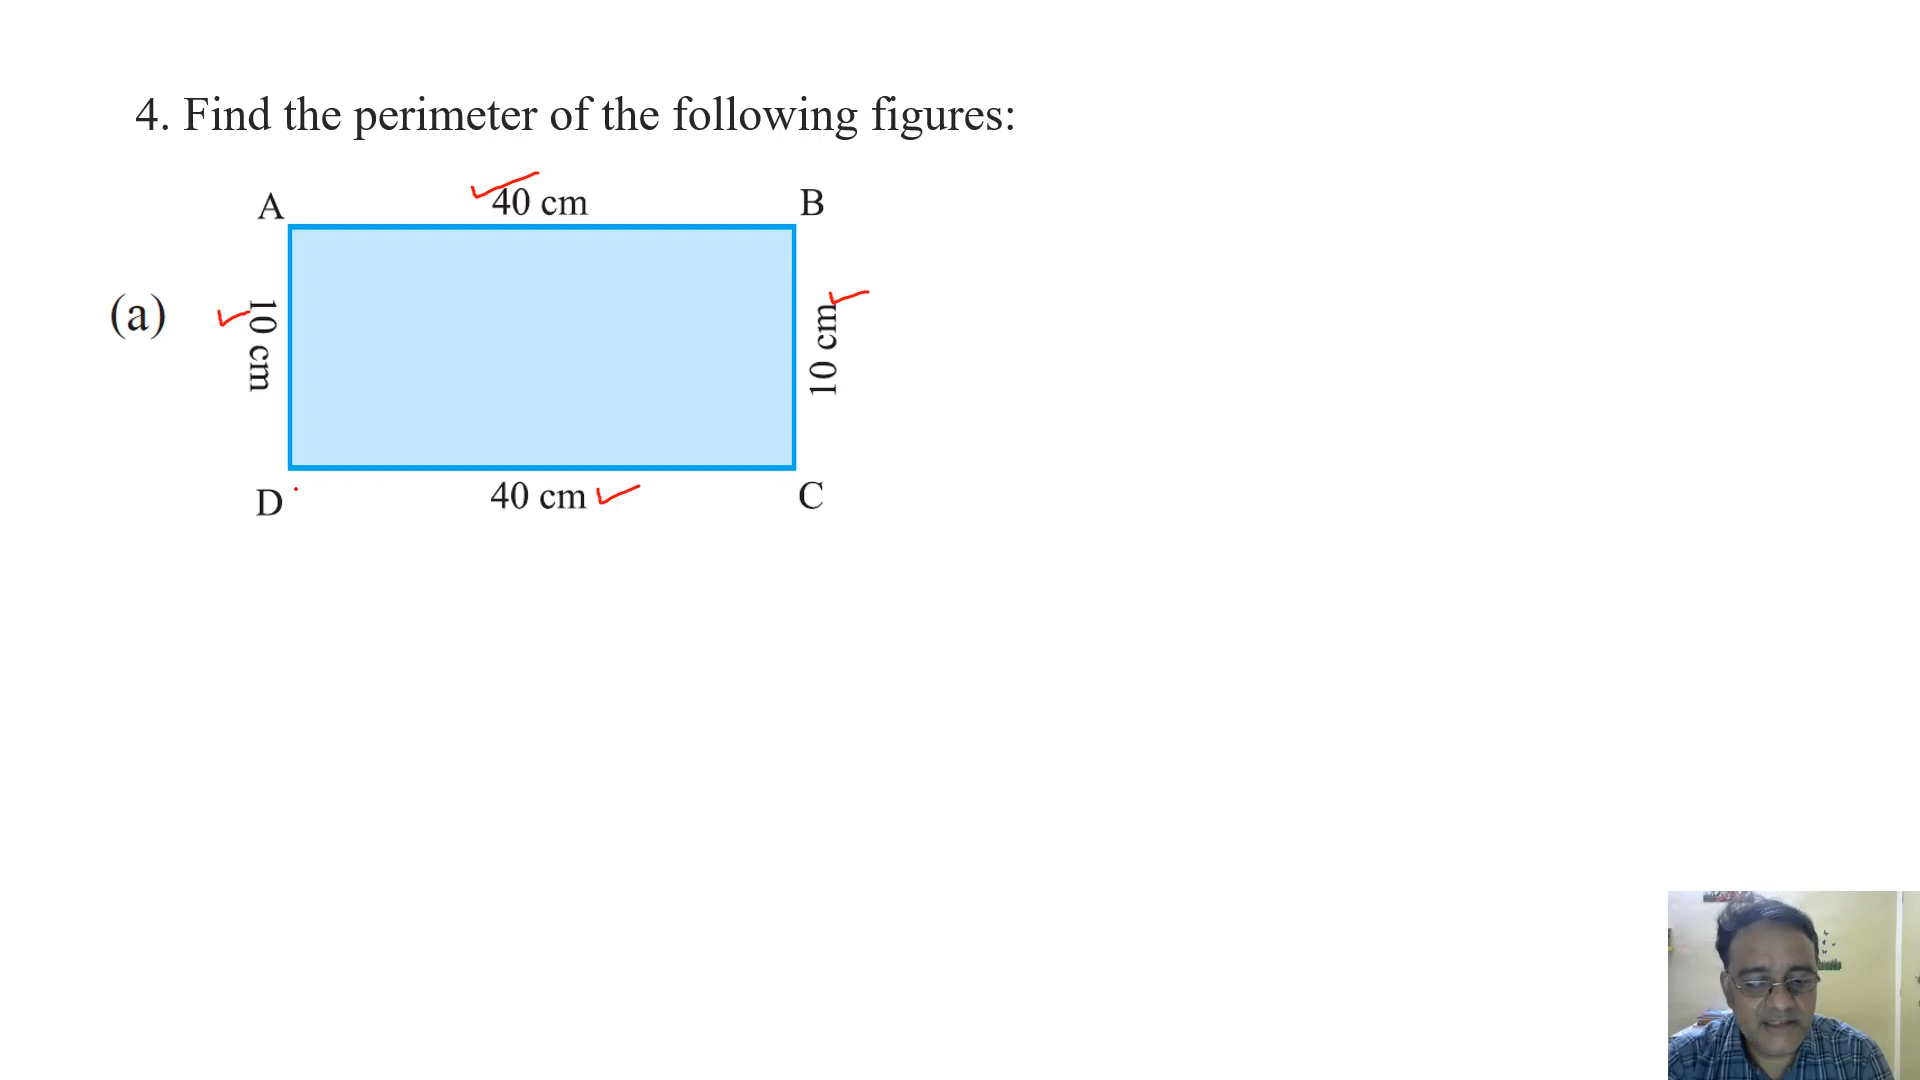 4. Find the perimeter of the following figures:
A 40 cm B
(a) 10 cm 10 cm
D 40 cm C